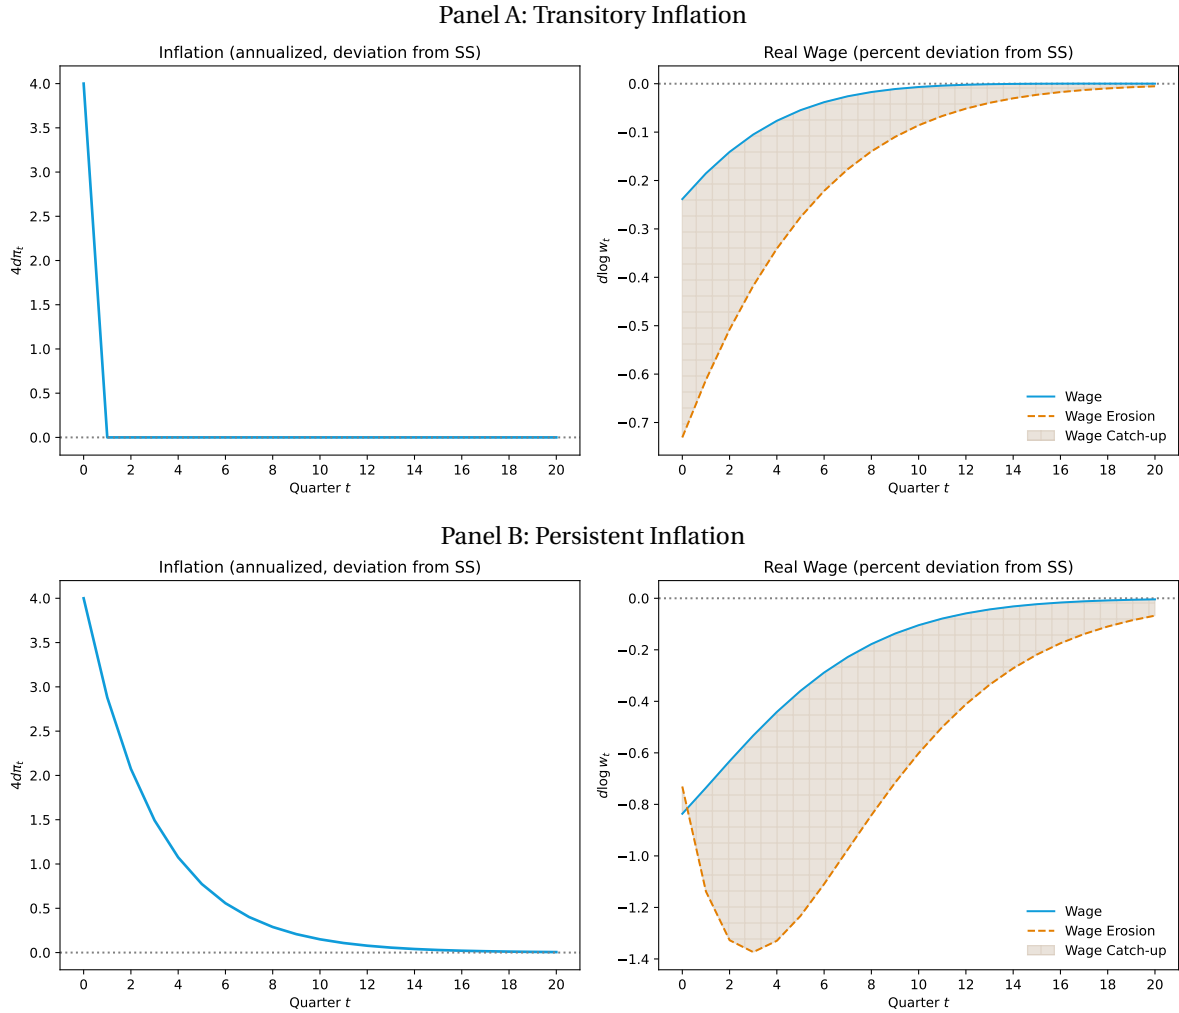 Panel A: Transitory Inflation
Inflation (annualized, deviation from SS)
4.0
3.5
3.0
2.5
2.0
1.5
1.0
0.5
0.0
4dπₜ
0 2 4 6 8 10 12 14 16 18 20
Quarter t
Real Wage (percent deviation from SS)
0.0
−0.1
−0.2
−0.3
−0.4
−0.5
−0.6
−0.7
d log wₜ
Wage
Wage Erosion
Wage Catch-up
0 2 4 6 8 10 12 14 16 18 20
Quarter t
Panel B: Persistent Inflation
Inflation (annualized, deviation from SS)
4.0
3.5
3.0
2.5
2.0
1.5
1.0
0.5
0.0
4dπₜ
0 2 4 6 8 10 12 14 16 18 20
Quarter t
Real Wage (percent deviation from SS)
0.0
−0.2
−0.4
−0.6
−0.8
−1.0
−1.2
−1.4
d log wₜ
Wage
Wage Erosion
Wage Catch-up
0 2 4 6 8 10 12 14 16 18 20
Quarter t